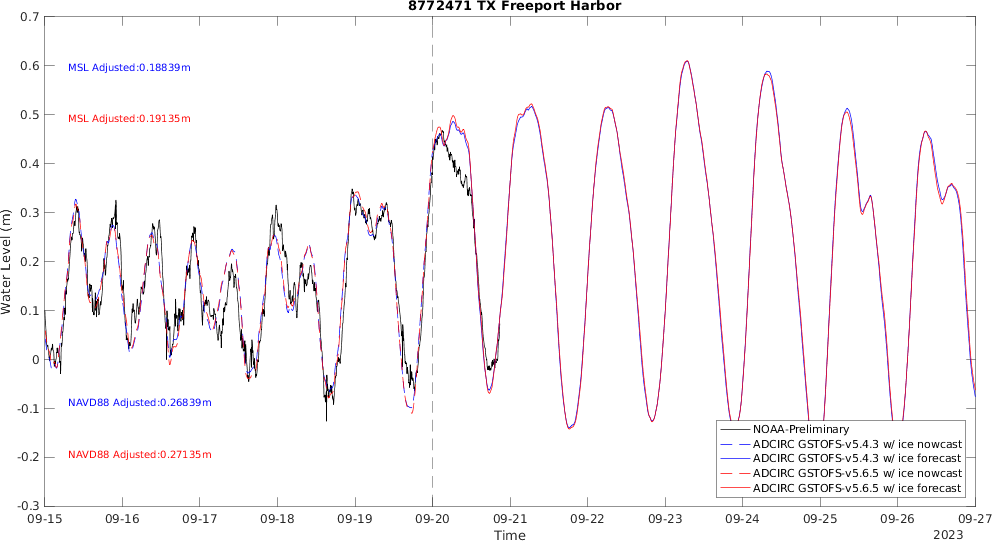 8772471 TX Freeport Harbor
0.7
0.6
0.5
0.4
0.3
0.2
0.1
0
-0.1
-0.2
-0.3
Water Level (m)
MSL Adjusted:0.18839m
MSL Adjusted:0.19135m
NAVD88 Adjusted:0.26839m
NAVD88 Adjusted:0.27135m
NOAA-Preliminary
ADCIRC GSTOFS-v5.4.3 w/ ice nowcast
ADCIRC GSTOFS-v5.4.3 w/ ice forecast
ADCIRC GSTOFS-v5.6.5 w/ ice nowcast
ADCIRC GSTOFS-v5.6.5 w/ ice forecast
09-15 09-16 09-17 09-18 09-19 09-20 09-21 09-22 09-23 09-24 09-25 09-26 09-27
Time
2023